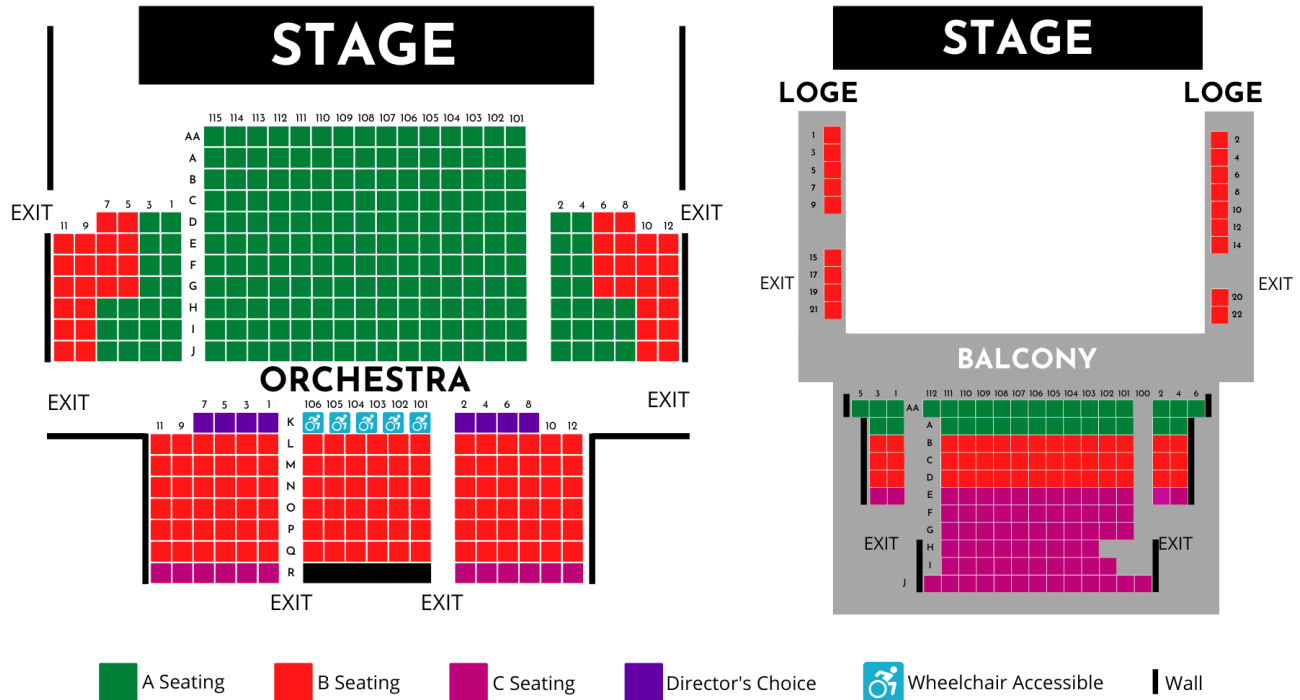 STAGE
115 114 113 112 111 110 109 108 107 106 105 104 103 102 101
AA
A
B
C
D
E
F
G
H
I
J
EXIT
7 5 3 1
11 9
2 4 6 8
10 12
EXIT
ORCHESTRA
EXIT
EXIT
7 5 3 1
11 9
K
L
M
N
O
P
Q
R
106 105 104 103 102 101
2 4 6 8
10 12
EXIT
EXIT
STAGE
LOGE
LOGE
1
3
5
7
9
15
17
19
21
EXIT
2
4
6
8
10
12
14
20
22
EXIT
BALCONY
5 3 1
AA
112 111 110 109 108 107 106 105 104 103 102 101 100
2 4 6
A
B
C
D
E
F
G
H
I
J
EXIT
EXIT
A Seating
B Seating
C Seating
Director's Choice
Wheelchair Accessible
Wall